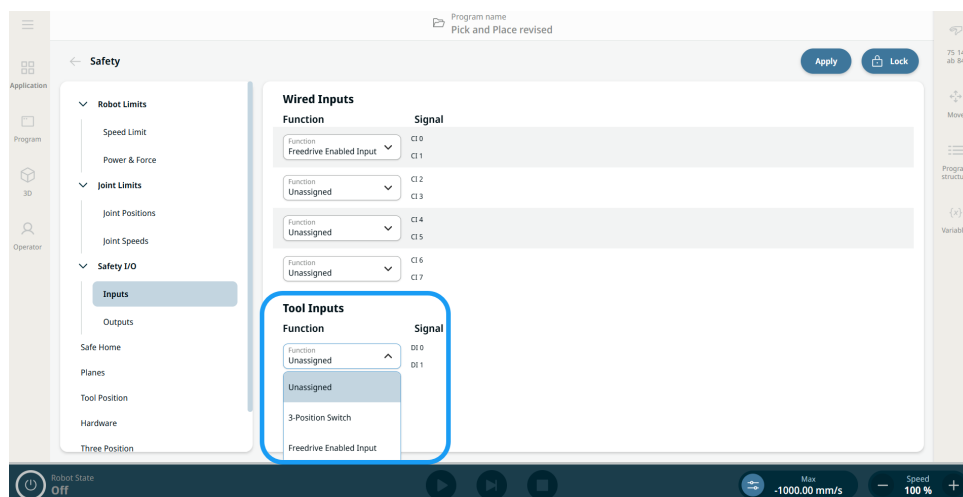 Program name
Pick and Place revised
Safety
Apply
Lock
Application
Program
3D
Operator
Robot Limits
Speed Limit
Power & Force
Joint Limits
Joint Positions
Joint Speeds
Safety I/O
Inputs
Outputs
Safe Home
Planes
Tool Position
Hardware
Three Position
Wired Inputs
Function Signal
Function
Freedrive Enabled Input
CI 0
CI 1
Function
Unassigned
CI 2
CI 3
Function
Unassigned
CI 4
CI 5
Function
Unassigned
CI 6
CI 7
Tool Inputs
Function Signal
Function
Unassigned
DI 0
DI 1
Unassigned
3-Position Switch
Freedrive Enabled Input
75 14
ab 84
Move
{x}
Robot State
Off
Max
-1000.00 mm/s
Speed
100 %